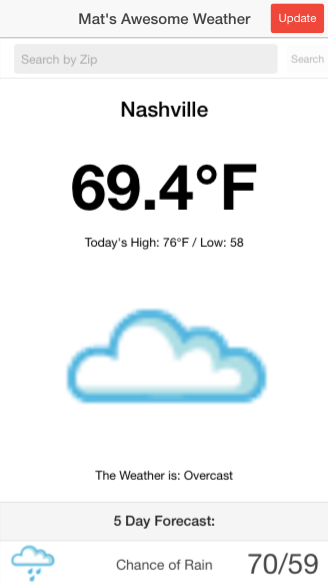 Mat's Awesome Weather
Update
Search by Zip
Search
Nashville
69.4°F
Today's High: 76°F / Low: 58
The Weather is: Overcast
5 Day Forecast:
Chance of Rain
70/59